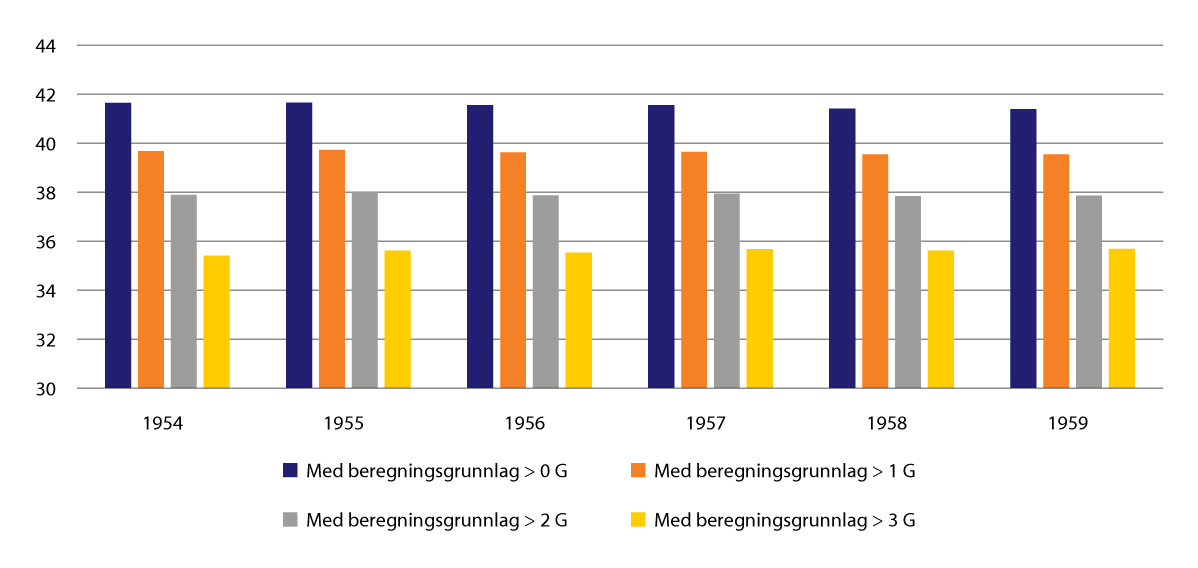 44
42
40
38
36
34
32
30
1954 1955 1956 1957 1958 1959
Med beregningsgrunnlag > 0 G Med beregningsgrunnlag > 1 G
Med beregningsgrunnlag > 2 G Med beregningsgrunnlag > 3 G